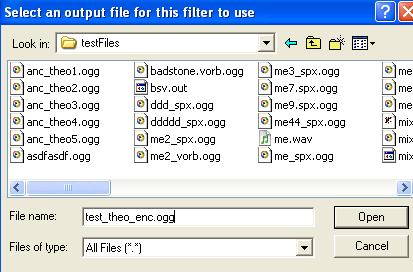 Select an output file for this filter to use
Look in: testFiles
anc_theo1.ogg badstone.vorb.ogg me3_spx.ogg me
anc_theo2.ogg bsv.out me7.spx.ogg me
anc_theo3.ogg ddd_spx.ogg me9.spx.ogg me
anc_theo4.ogg ddddd_spx.ogg me44_spx.ogg mix
anc_theo5.ogg me2_spx.ogg me.wav mix
asdfasdf.ogg me2_vorb.ogg me_spx.ogg mix
File name: test_theo_enc.ogg Open
Files of type: All Files (*.*) Cancel